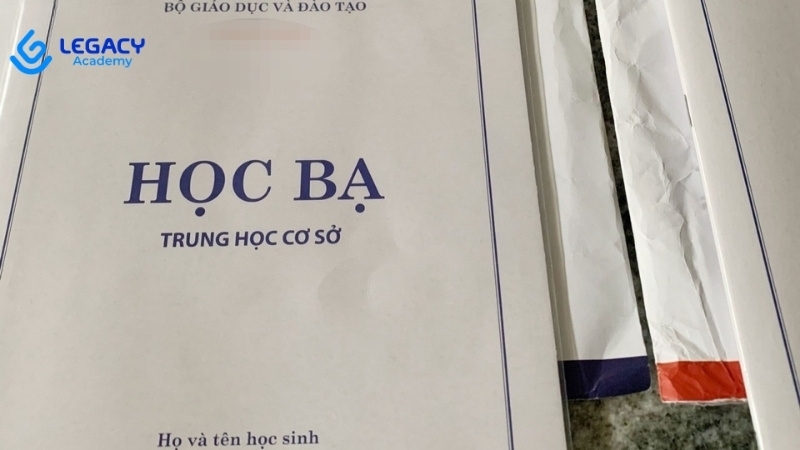 BỘ GIÁO DỤC VÀ ĐÀO TẠO
LEGACY
Academy
HỌC BẠ
TRUNG HỌC CƠ SỞ
Họ và tên học sinh